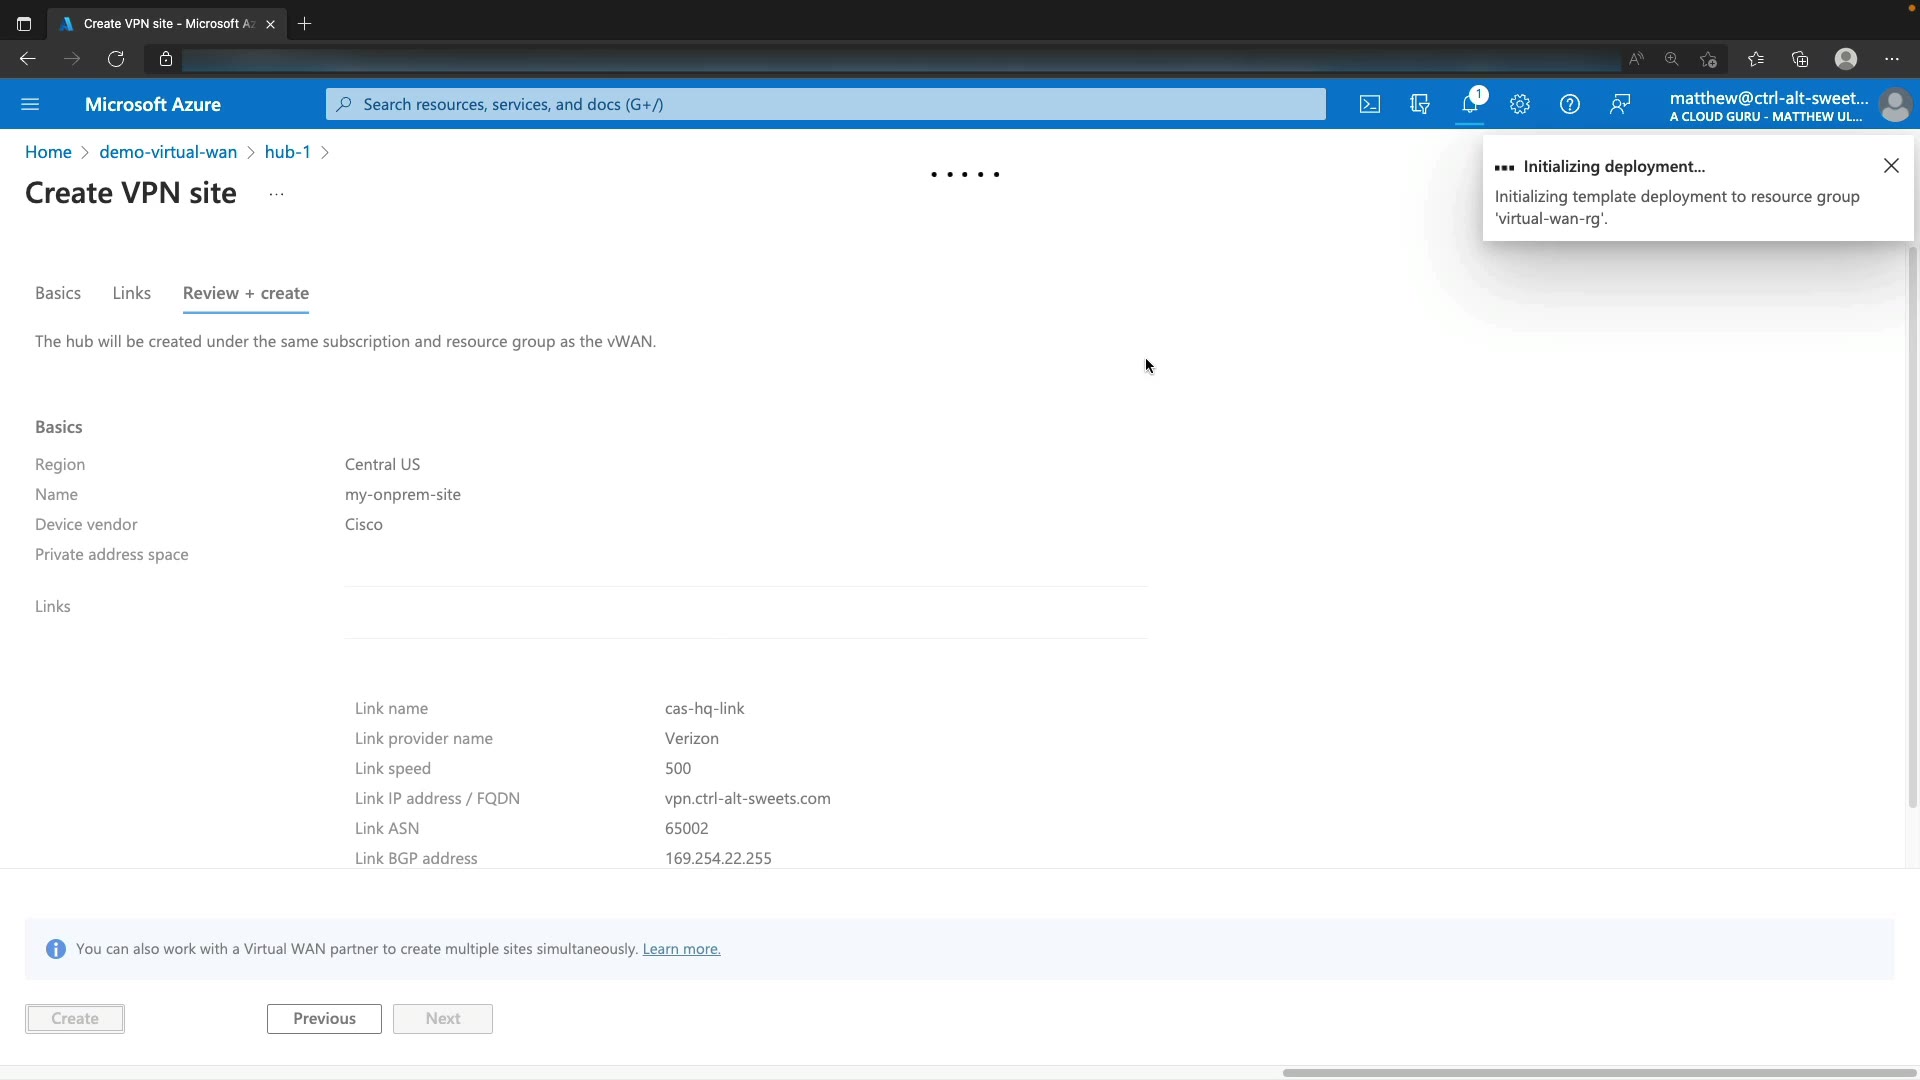 Create VPN site - Microsoft Az
Microsoft Azure
Search resources, services, and docs (G+/)
1
matthew@ctrl-alt-sweet...
A CLOUD GURU - MATTHEW UL...
Home > demo-virtual-wan > hub-1 >
Create VPN site ...
Initializing deployment...
Initializing template deployment to resource group
'virtual-wan-rg'.
Basics Links Review + create
The hub will be created under the same subscription and resource group as the vWAN.
Basics
Region Central US
Name my-onprem-site
Device vendor Cisco
Private address space
Links
Link name cas-hq-link
Link provider name Verizon
Link speed 500
Link IP address / FQDN vpn.ctrl-alt-sweets.com
Link ASN 65002
Link BGP address 169.254.22.255
You can also work with a Virtual WAN partner to create multiple sites simultaneously. Learn more.
Create Previous Next